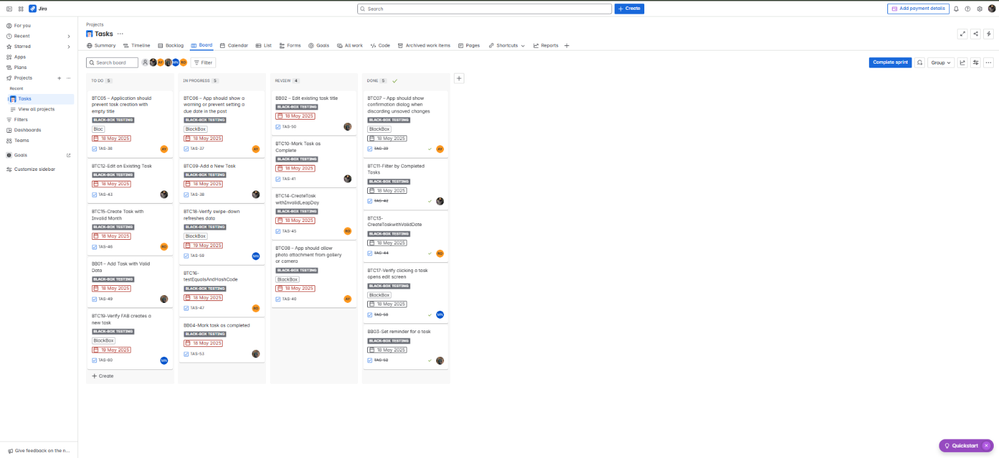 Jira
Search
Create
Add payment details
For you
Recent
Starred
Apps
Plans
Projects
Recent
Tasks
View all projects
Filters
Dashboards
Teams
Goals
Customize sidebar
Give feedback on the n...
Projects
Tasks
Summary
Timeline
Backlog
Board
Calendar
List
Forms
Goals
All work
Code
Archived work items
Pages
Shortcuts
Reports
Search board
AY
MN
RO
Filter
Complete sprint
Group
TO DO 5
BTC05 – Application should
prevent task creation with
empty title
BLACK-BOX TESTING
Blac
18 May 2025
AY
BTC12-Edit an Existing Task
BLACK-BOX TESTING
18 May 2025
TAS-43
BTC15-Create Task with
Invalid Month
BLACK-BOX TESTING
18 May 2025
TAS-46
RO
BB01 – Add Task with Valid
Data
BLACK-BOX TESTING
18 May 2025
TAS-49
BTC19-Verify FAB creates a
new task
BLACK-BOX TESTING
BlackBox
19 May 2025
TAS-60
MN
Create
IN PROGRESS 5
BTC06 – App should show a
warning or prevent setting a
due date in the past
BLACK-BOX TESTING
BlackBox
18 May 2025
TAS-37
AY
BTC09-Add a New Task
BLACK-BOX TESTING
18 May 2025
TAS-38
BTC18-Verify swipe-down
refreshes data
BLACK-BOX TESTING
BlackBox
19 May 2025
TAS-59
MN
BTC16-
testEqualsAndHashCode
BLACK-BOX TESTING
18 May 2025
TAS-47
RO
BB04-Mark task as completed
BLACK-BOX TESTING
18 May 2025
TAS-53
REVIEW 4
BB02 – Edit existing task title
BLACK-BOX TESTING
18 May 2025
TAS-50
BTC10-Mark Task as
Complete
BLACK-BOX TESTING
18 May 2025
TAS-41
BTC14-CreateTask
withInvalidLeapDay
BLACK-BOX TESTING
18 May 2025
TAS-45
RO
BTC08 – App should allow
photo attachment from gallery
or camera
BLACK-BOX TESTING
BlackBox
18 May 2025
TAS-40
AY
DONE 5
BTC07 – App should show
confirmation dialog when
discarding unsaved changes
BLACK-BOX TESTING
BlackBox
18 May 2025
TAS-39
AY
BTC11-Filter by Completed
Tasks
BLACK-BOX TESTING
18 May 2025
TAS-42
BTC13-
CreateTaskwithValidDate
BLACK-BOX TESTING
18 May 2025
TAS-44
RO
BTC17-Verify clicking a task
opens edit screen
BLACK-BOX TESTING
BlackBox
18 May 2025
TAS-58
MN
BB03-Set reminder for a task
BLACK-BOX TESTING
18 May 2025
TAS-52
Quickstart